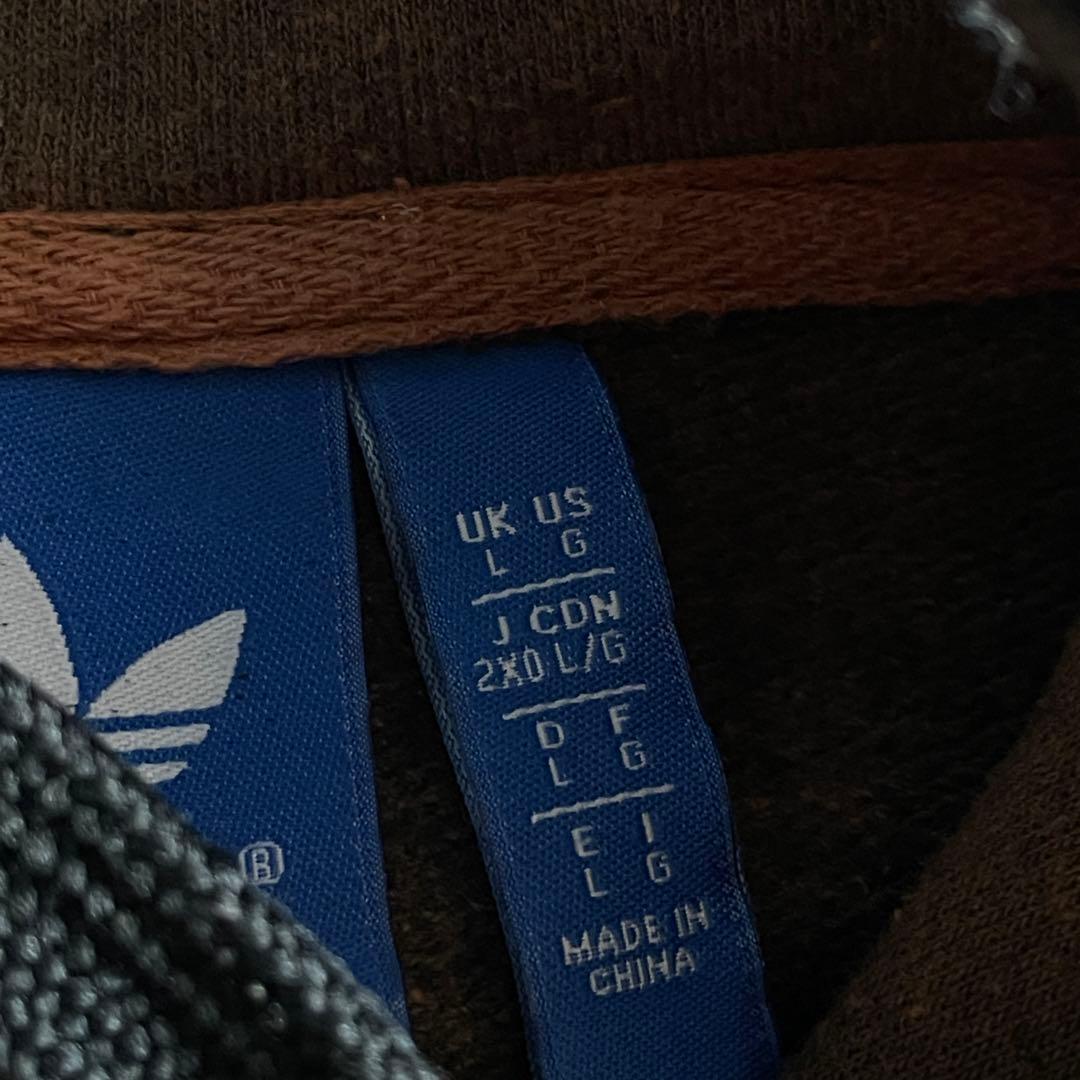 ®
UK US
L G
J CDN
2XO L/G
D F
L G
E I
L G
MADE IN
CHINA